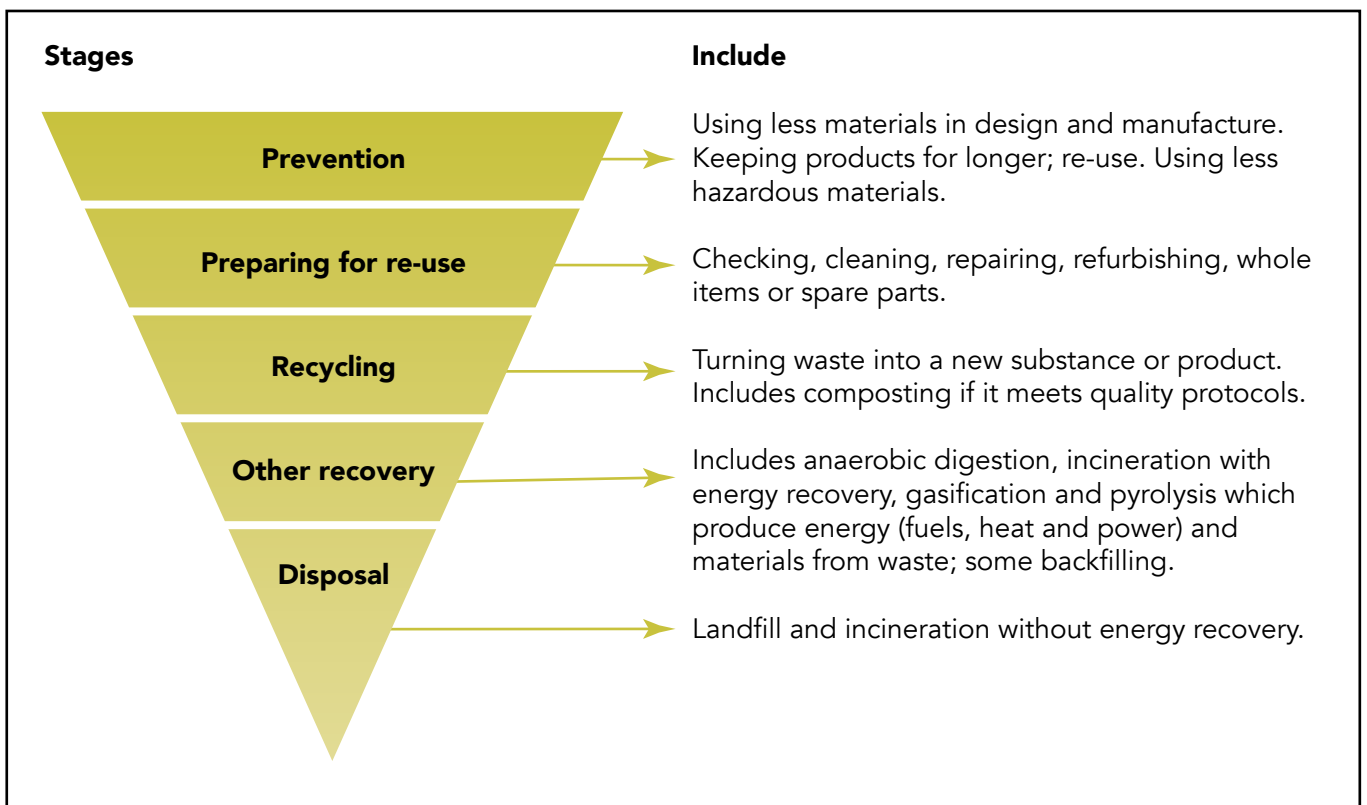 Stages
Include
Prevention
Using less materials in design and manufacture.
Keeping products for longer; re-use. Using less
hazardous materials.
Preparing for re-use
Checking, cleaning, repairing, refurbishing, whole
items or spare parts.
Recycling
Turning waste into a new substance or product.
Includes composting if it meets quality protocols.
Other recovery
Includes anaerobic digestion, incineration with
energy recovery, gasification and pyrolysis which
produce energy (fuels, heat and power) and
materials from waste; some backfilling.
Disposal
Landfill and incineration without energy recovery.